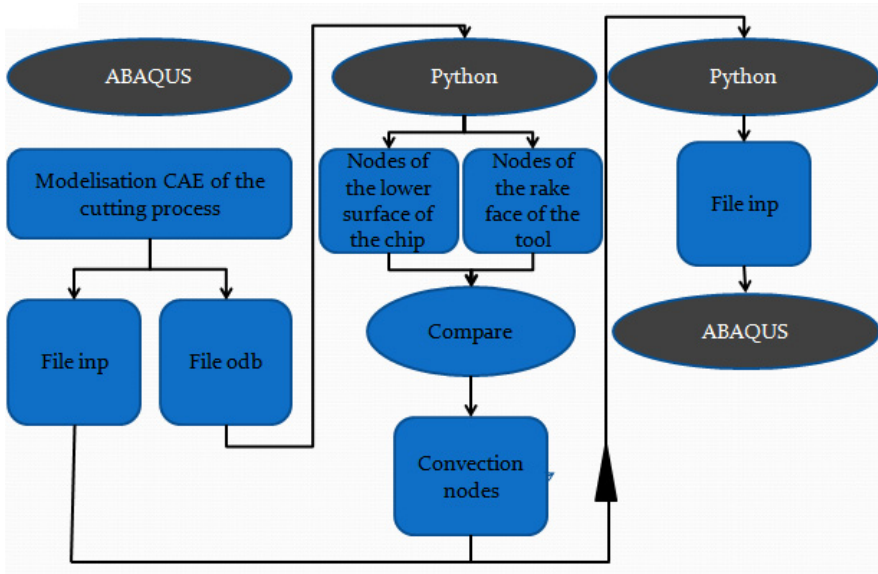 ABAQUS
Modelisation CAE of the
cutting process
File inp
File odb
Python
Nodes of
the lower
surface of
the chip
Nodes of
the rake
face of the
tool
Compare
Convection
nodes
Python
File inp
ABAQUS